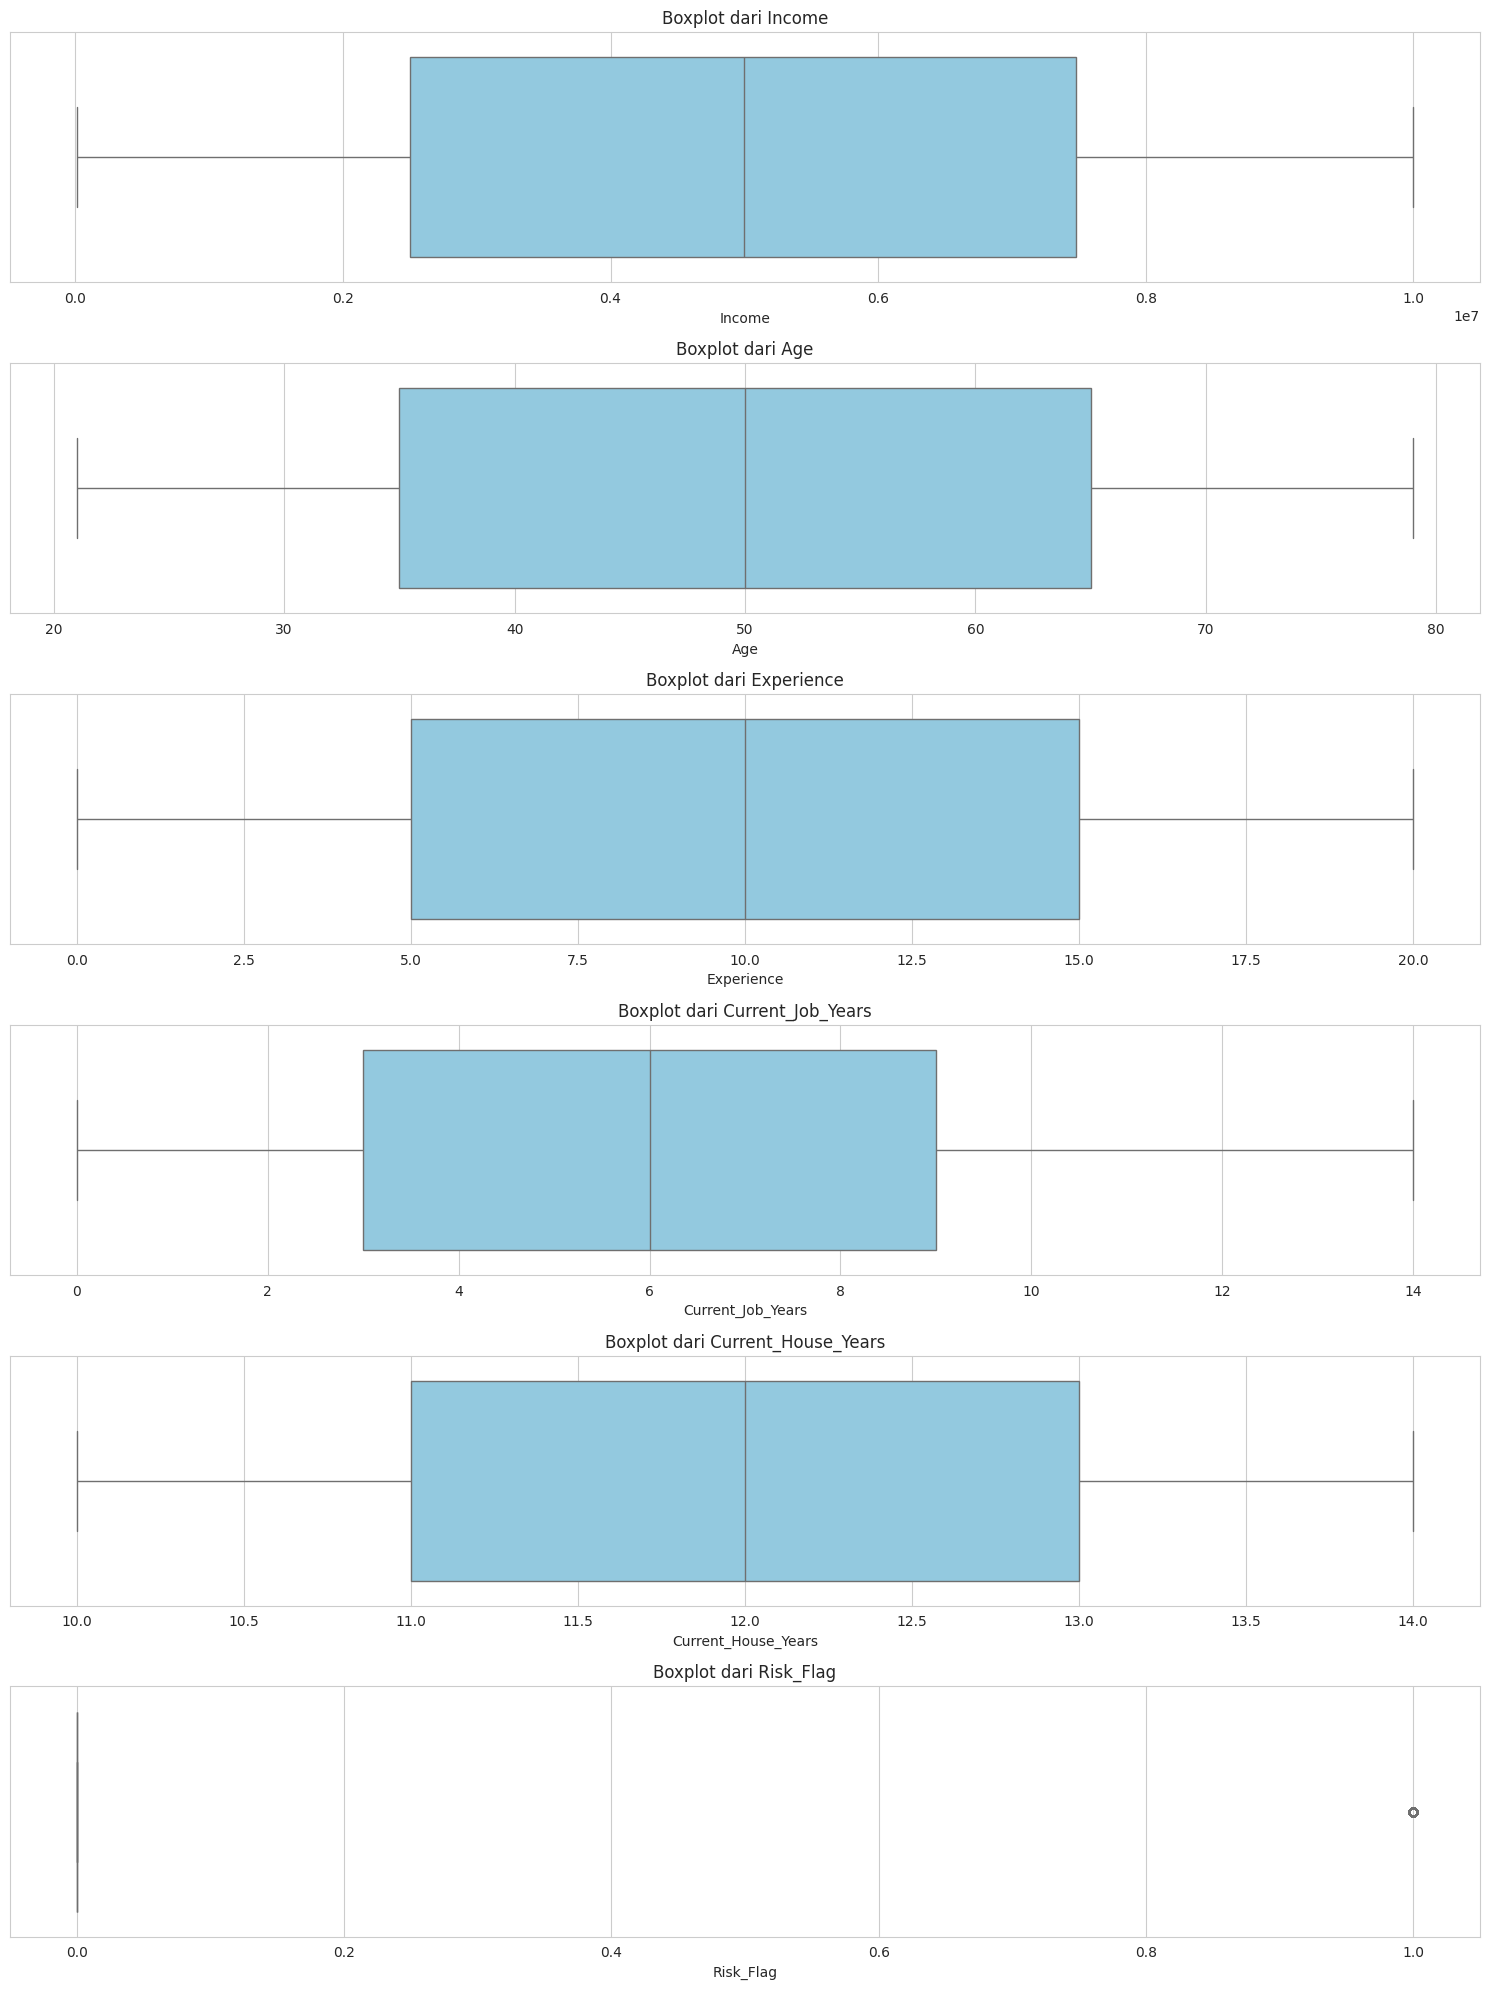 Boxplot dari Income
0.0 0.2 0.4 0.6 0.8 1.0
1e7
Income
Boxplot dari Age
20 30 40 50 60 70 80
Age
Boxplot dari Experience
0.0 2.5 5.0 7.5 10.0 12.5 15.0 17.5 20.0
Experience
Boxplot dari Current_Job_Years
0 2 4 6 8 10 12 14
Current_Job_Years
Boxplot dari Current_House_Years
10.0 10.5 11.0 11.5 12.0 12.5 13.0 13.5 14.0
Current_House_Years
Boxplot dari Risk_Flag
0.0 0.2 0.4 0.6 0.8 1.0
Risk_Flag